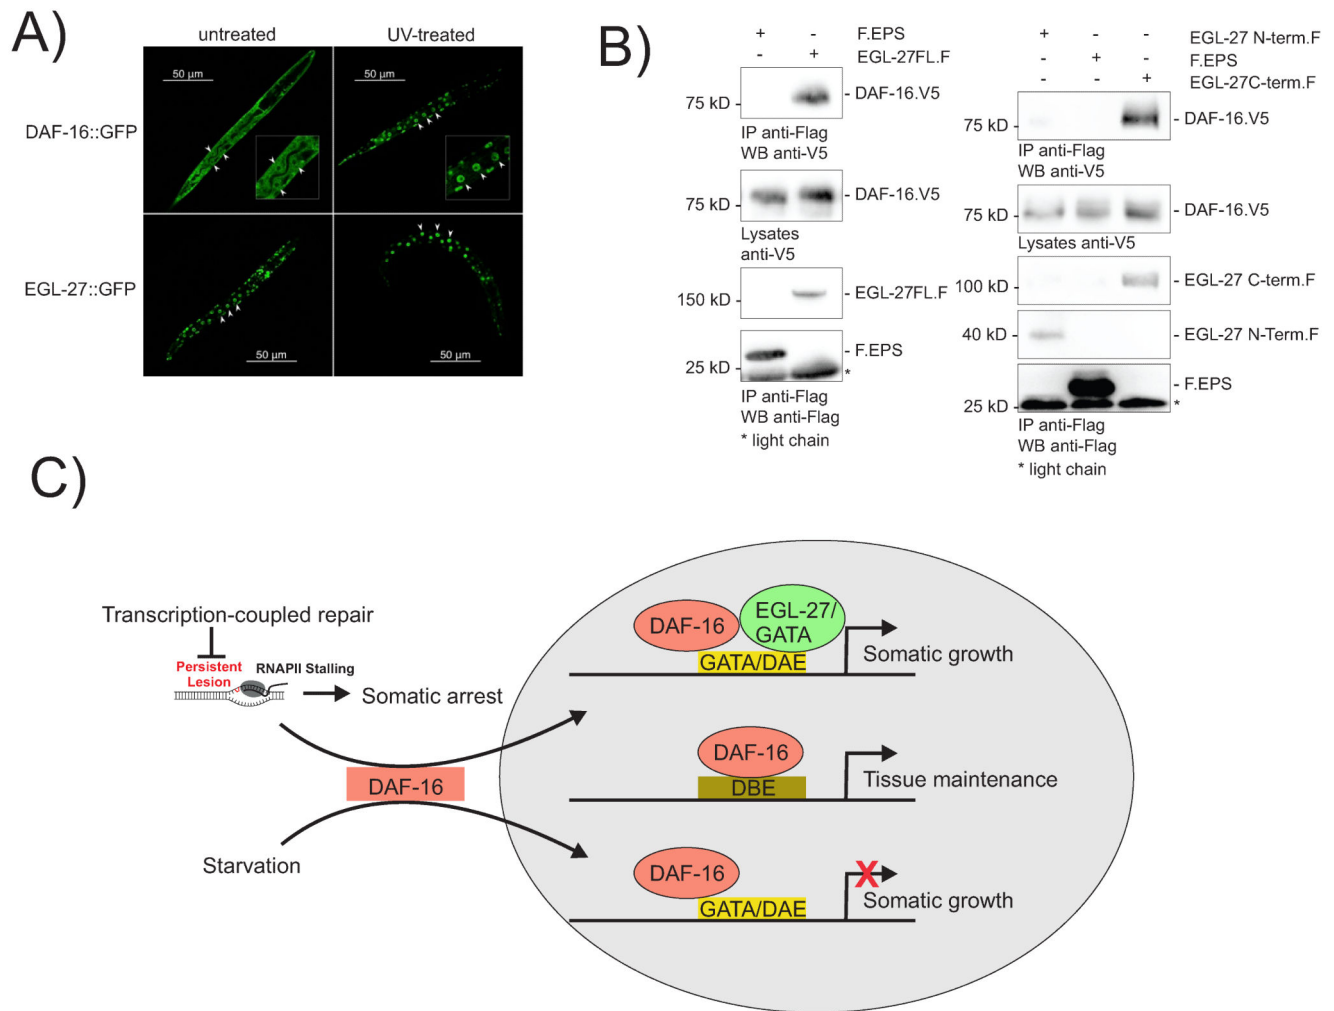 A)
untreated
UV-treated
50 µm
50 µm
DAF-16::GFP
EGL-27::GFP
50 µm
50 µm
B)
+ - F.EPS
- + EGL-27FL.F
75 kD
- DAF-16.V5
IP anti-Flag
WB anti-V5
75 kD
- DAF-16.V5
Lysates
anti-V5
150 kD
- EGL-27FL.F
- F.EPS
25 kD
*
IP anti-Flag
WB anti-Flag
* light chain
+ - - EGL-27 N-term.F
- + - F.EPS
- - + EGL-27C-term.F
75 kD
- DAF-16.V5
IP anti-Flag
WB anti-V5
75 kD
- DAF-16.V5
Lysates anti-V5
100 kD
- EGL-27 C-term.F
40 kD
- EGL-27 N-Term.F
- F.EPS
25 kD
*
IP anti-Flag
WB anti-Flag
* light chain
C)
Transcription-coupled repair
Persistent
Lesion
RNAPII Stalling
Somatic arrest
DAF-16
Starvation
DAF-16
EGL-27/
GATA
GATA/DAE
Somatic growth
DAF-16
DBE
Tissue maintenance
DAF-16
GATA/DAE
X
Somatic growth